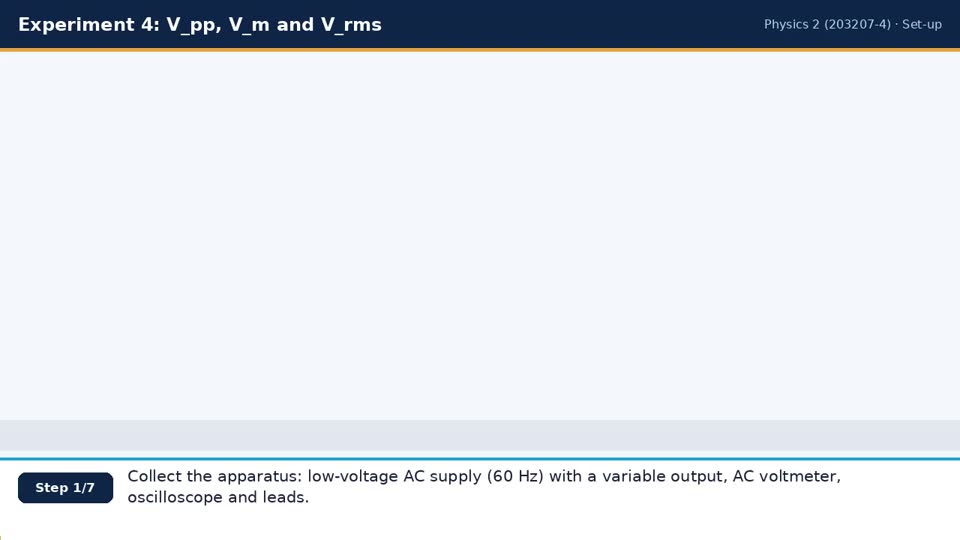 Experiment 4: V_pp, V_m and V_rms
Physics 2 (203207-4) · Set-up
Step 1/7
Collect the apparatus: low-voltage AC supply (60 Hz) with a variable output, AC voltmeter,
oscilloscope and leads.